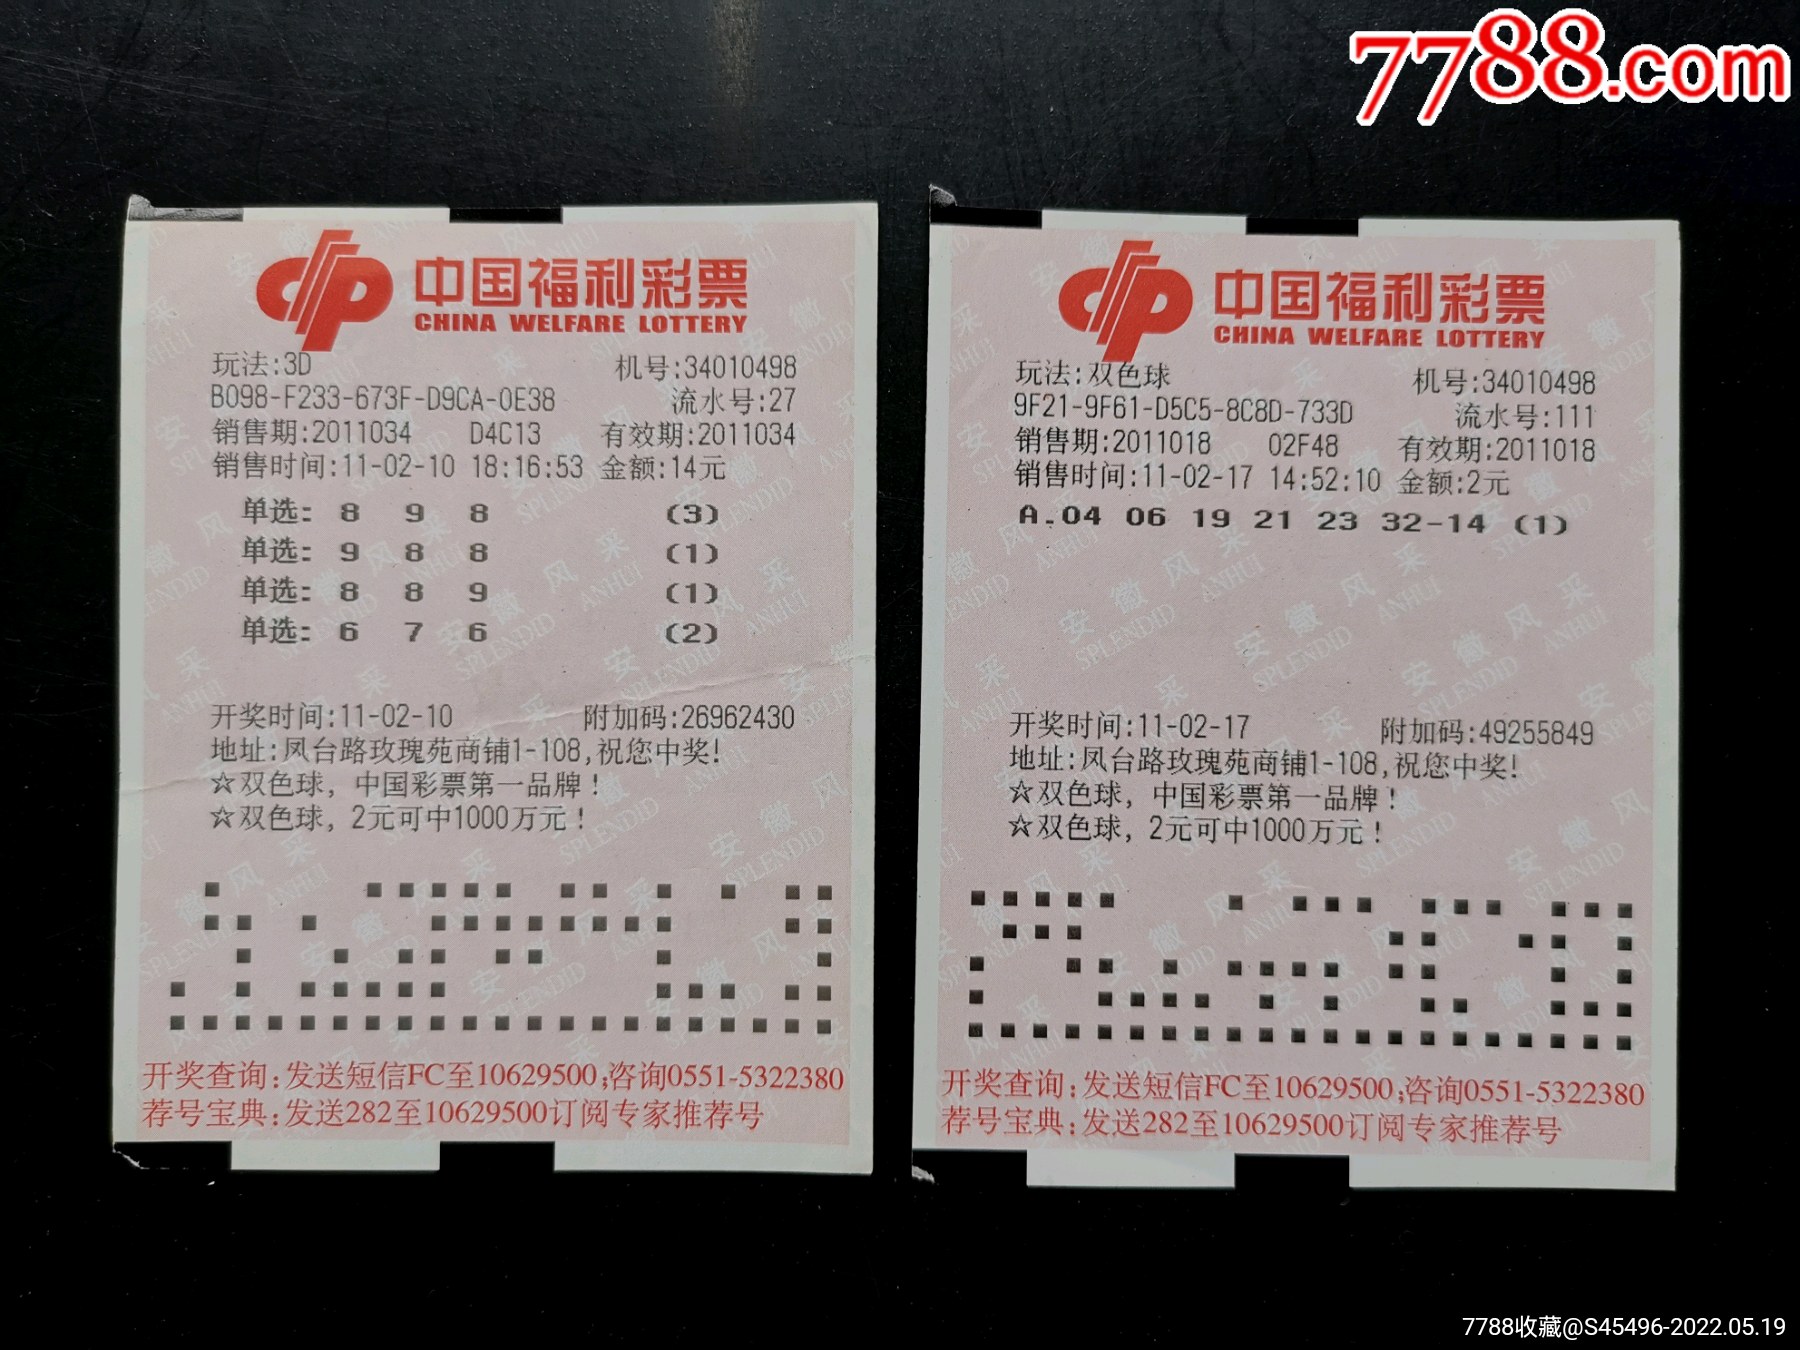 7788.com
中国福利彩票
CHINA WELFARE LOTTERY
玩法:3D 机号:34010498
B098-F233-673F-D9CA-0E38 流水号:27
销售期:2011034 D4C13 有效期:2011034
销售时间:11-02-10 18:16:53 金额:14元
单选: 8 9 8 (3)
单选: 9 8 8 (1)
单选: 8 8 9 (1)
单选: 6 7 6 (2)
开奖时间:11-02-10 附加码:26962430
地址:凤台路玫瑰苑商铺1-108,祝您中奖!
☆双色球，中国彩票第一品牌！
☆双色球，2元可中1000万元！
开奖查询:发送短信FC至10629500;咨询0551-5322380
荐号宝典:发送282至10629500订阅专家推荐号
中国福利彩票
CHINA WELFARE LOTTERY
玩法:双色球 机号:34010498
9F21-9F61-D5C5-8C8D-733D 流水号:111
销售期:2011018 02F48 有效期:2011018
销售时间:11-02-17 14:52:10 金额:2元
A.04 06 19 21 23 32-14 (1)
开奖时间:11-02-17 附加码:49255849
地址:凤台路玫瑰苑商铺1-108,祝您中奖!
☆双色球，中国彩票第一品牌！
☆双色球，2元可中1000万元！
开奖查询:发送短信FC至10629500;咨询0551-5322380
荐号宝典:发送282至10629500订阅专家推荐号
7788收藏@S45496-2022.05.19